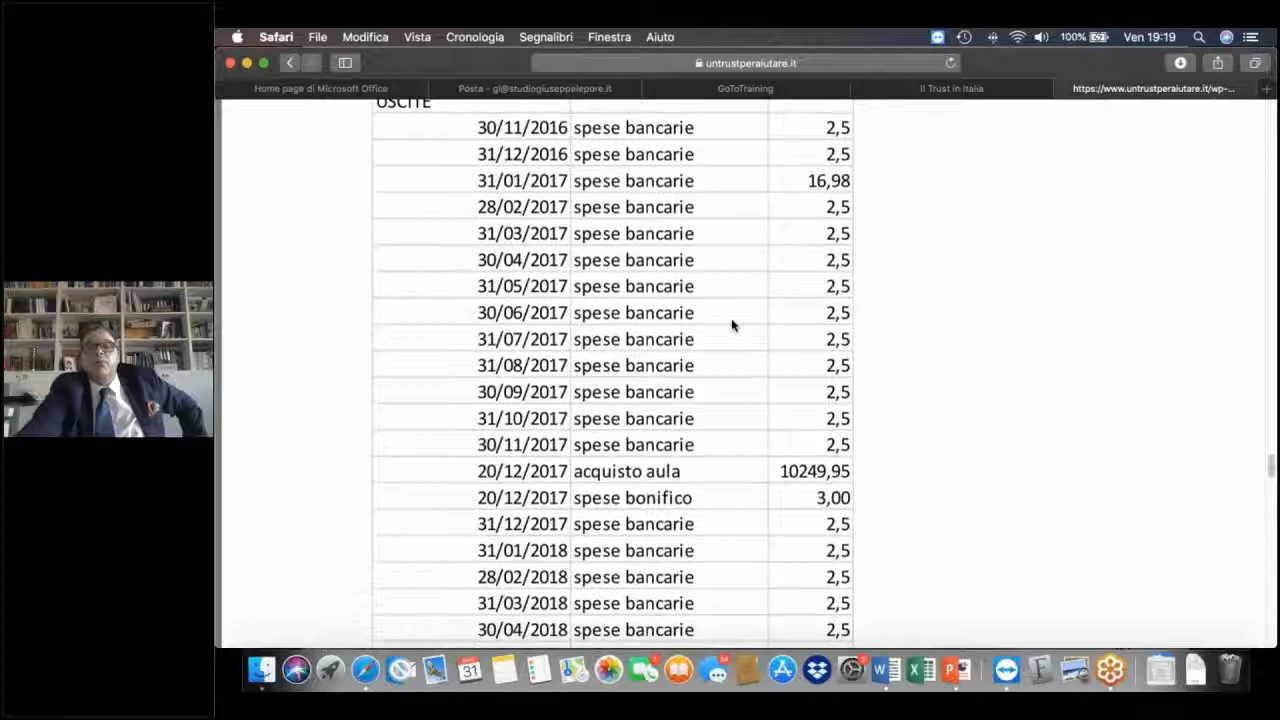 Safari File Modifica Vista Cronologia Segnalibri Finestra Aiuto 100% Ven 19:19
untrustperaiutare.it
Home page di Microsoft Office Posta - gl@studiogiuseppelepore.it GoToTraining Il Trust in Italia https://www.untrustperaiutare.it/wp-...
USCITE
30/11/2016 spese bancarie 2,5
31/12/2016 spese bancarie 2,5
31/01/2017 spese bancarie 16,98
28/02/2017 spese bancarie 2,5
31/03/2017 spese bancarie 2,5
30/04/2017 spese bancarie 2,5
31/05/2017 spese bancarie 2,5
30/06/2017 spese bancarie 2,5
31/07/2017 spese bancarie 2,5
31/08/2017 spese bancarie 2,5
30/09/2017 spese bancarie 2,5
31/10/2017 spese bancarie 2,5
30/11/2017 spese bancarie 2,5
20/12/2017 acquisto aula 10249,95
20/12/2017 spese bonifico 3,00
31/12/2017 spese bancarie 2,5
31/01/2018 spese bancarie 2,5
28/02/2018 spese bancarie 2,5
31/03/2018 spese bancarie 2,5
30/04/2018 spese bancarie 2,5
31 W X P